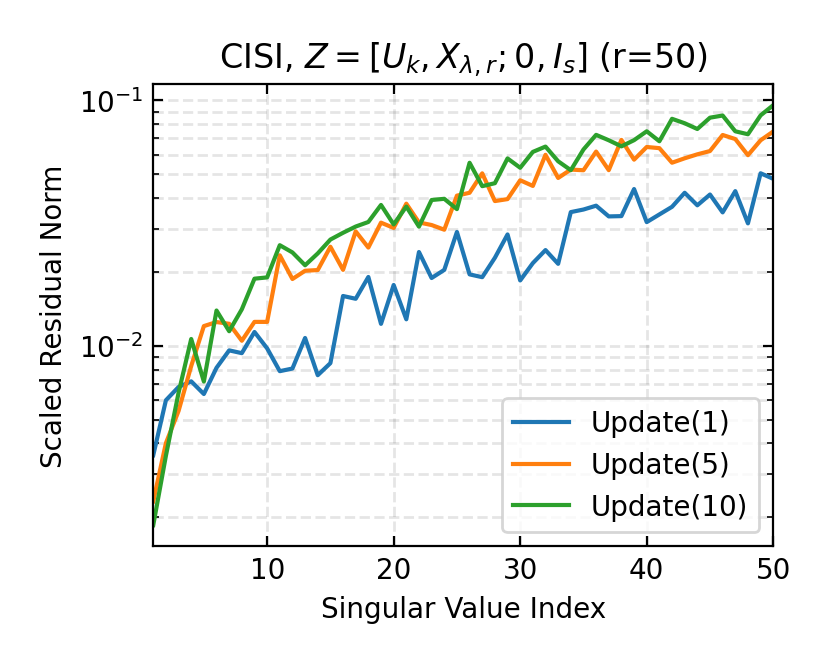 CISI, $Z = [U_k, X_{\lambda,r}; 0, I_s]$ (r=50)
Scaled Residual Norm
10⁻¹
10⁻²
10
20
30
40
50
Singular Value Index
Update(1)
Update(5)
Update(10)